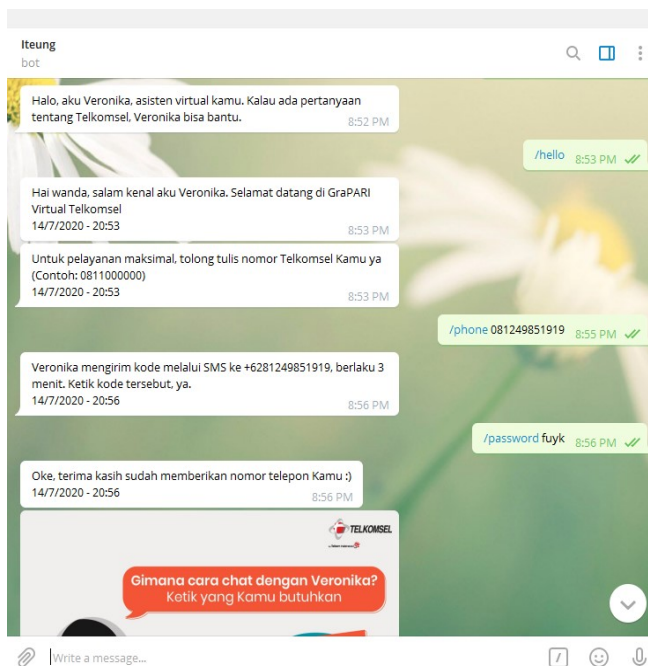 Iteung
bot
Halo, aku Veronika, asisten virtual kamu. Kalau ada pertanyaan
tentang Telkomsel, Veronika bisa bantu.
8:52 PM
/hello 8:53 PM
Hai wanda, salam kenal aku Veronika. Selamat datang di GraPARI
Virtual Telkomsel
14/7/2020 - 20:53
8:53 PM
Untuk pelayanan maksimal, tolong tulis nomor Telkomsel Kamu ya
(Contoh: 0811000000)
14/7/2020 - 20:53
8:53 PM
/phone 081249851919 8:55 PM
Veronika mengirim kode melalui SMS ke +6281249851919, berlaku 3
menit. Ketik kode tersebut, ya.
14/7/2020 - 20:56
8:56 PM
/password fuyk 8:56 PM
Oke, terima kasih sudah memberikan nomor telepon Kamu :)
14/7/2020 - 20:56
8:56 PM
TELKOMSEL
Gimana cara chat dengan Veronika?
Ketik yang Kamu butuhkan
Write a message...